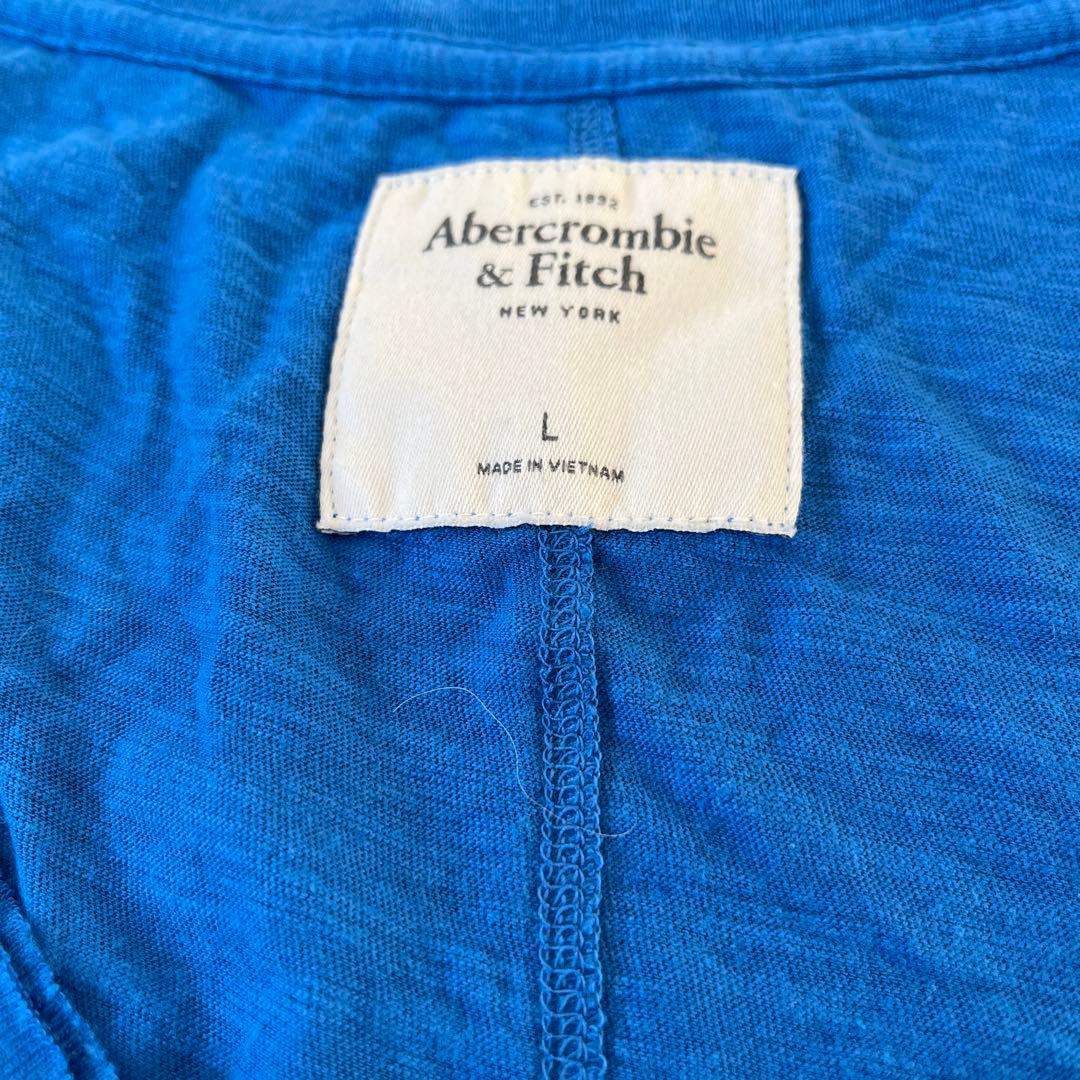 EST. 1892
Abercrombie
& Fitch
NEW YORK
L
MADE IN VIETNAM